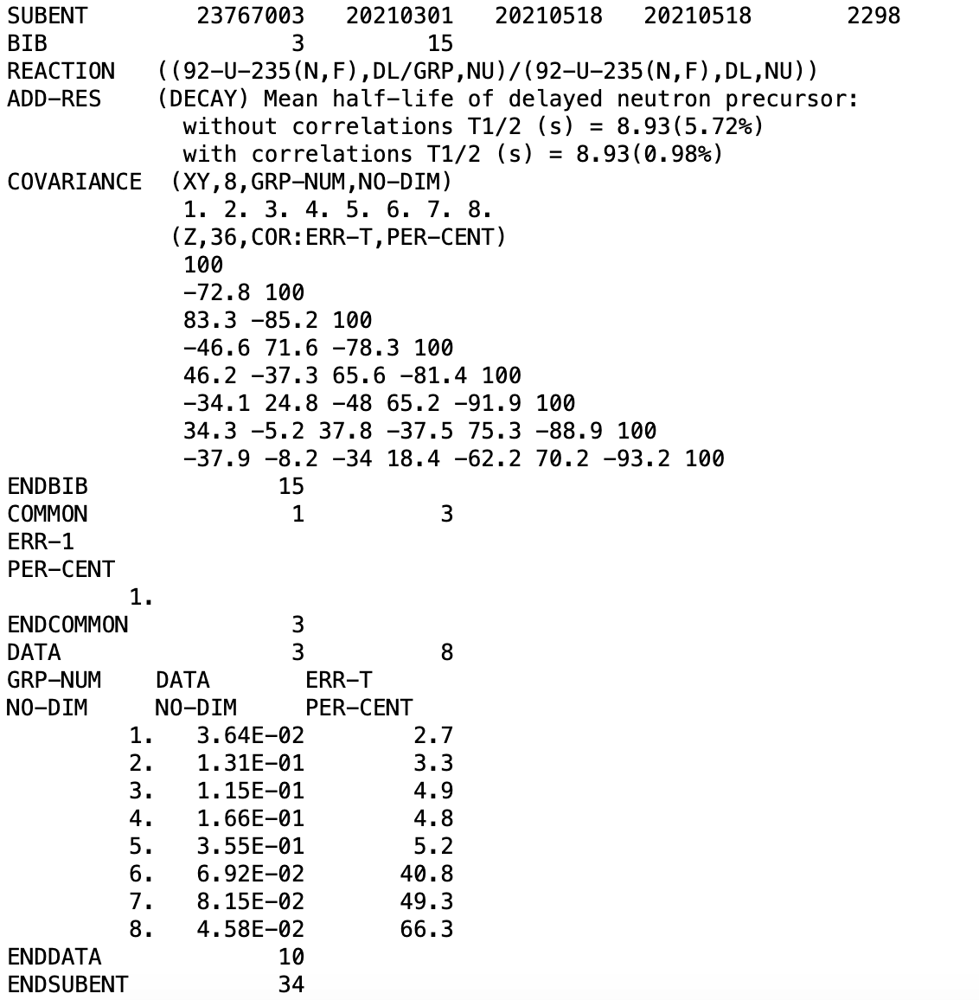 SUBENT        23767003   20210301   20210518   20210518       2298
BIB                  3         15
REACTION   ((92-U-235(N,F),DL/GRP,NU)/(92-U-235(N,F),DL,NU))
ADD-RES    (DECAY) Mean half-life of delayed neutron precursor:
             without correlations T1/2 (s) = 8.93(5.72%)
             with correlations T1/2 (s) = 8.93(0.98%)
COVARIANCE  (XY,8,GRP-NUM,NO-DIM)
             1. 2. 3. 4. 5. 6. 7. 8.
            (Z,36,COR:ERR-T,PER-CENT)
             100
             -72.8 100
             83.3 -85.2 100
             -46.6 71.6 -78.3 100
             46.2 -37.3 65.6 -81.4 100
             -34.1 24.8 -48 65.2 -91.9 100
             34.3 -5.2 37.8 -37.5 75.3 -88.9 100
             -37.9 -8.2 -34 18.4 -62.2 70.2 -93.2 100
ENDBIB              15
COMMON               1          3
ERR-1
PER-CENT
         1.
ENDCOMMON            3
DATA                 3          8
GRP-NUM    DATA       ERR-T
NO-DIM     NO-DIM     PER-CENT
         1.   3.64E-02        2.7
         2.   1.31E-01        3.3
         3.   1.15E-01        4.9
         4.   1.66E-01        4.8
         5.   3.55E-01        5.2
         6.   6.92E-02       40.8
         7.   8.15E-02       49.3
         8.   4.58E-02       66.3
ENDDATA             10
ENDSUBENT           34